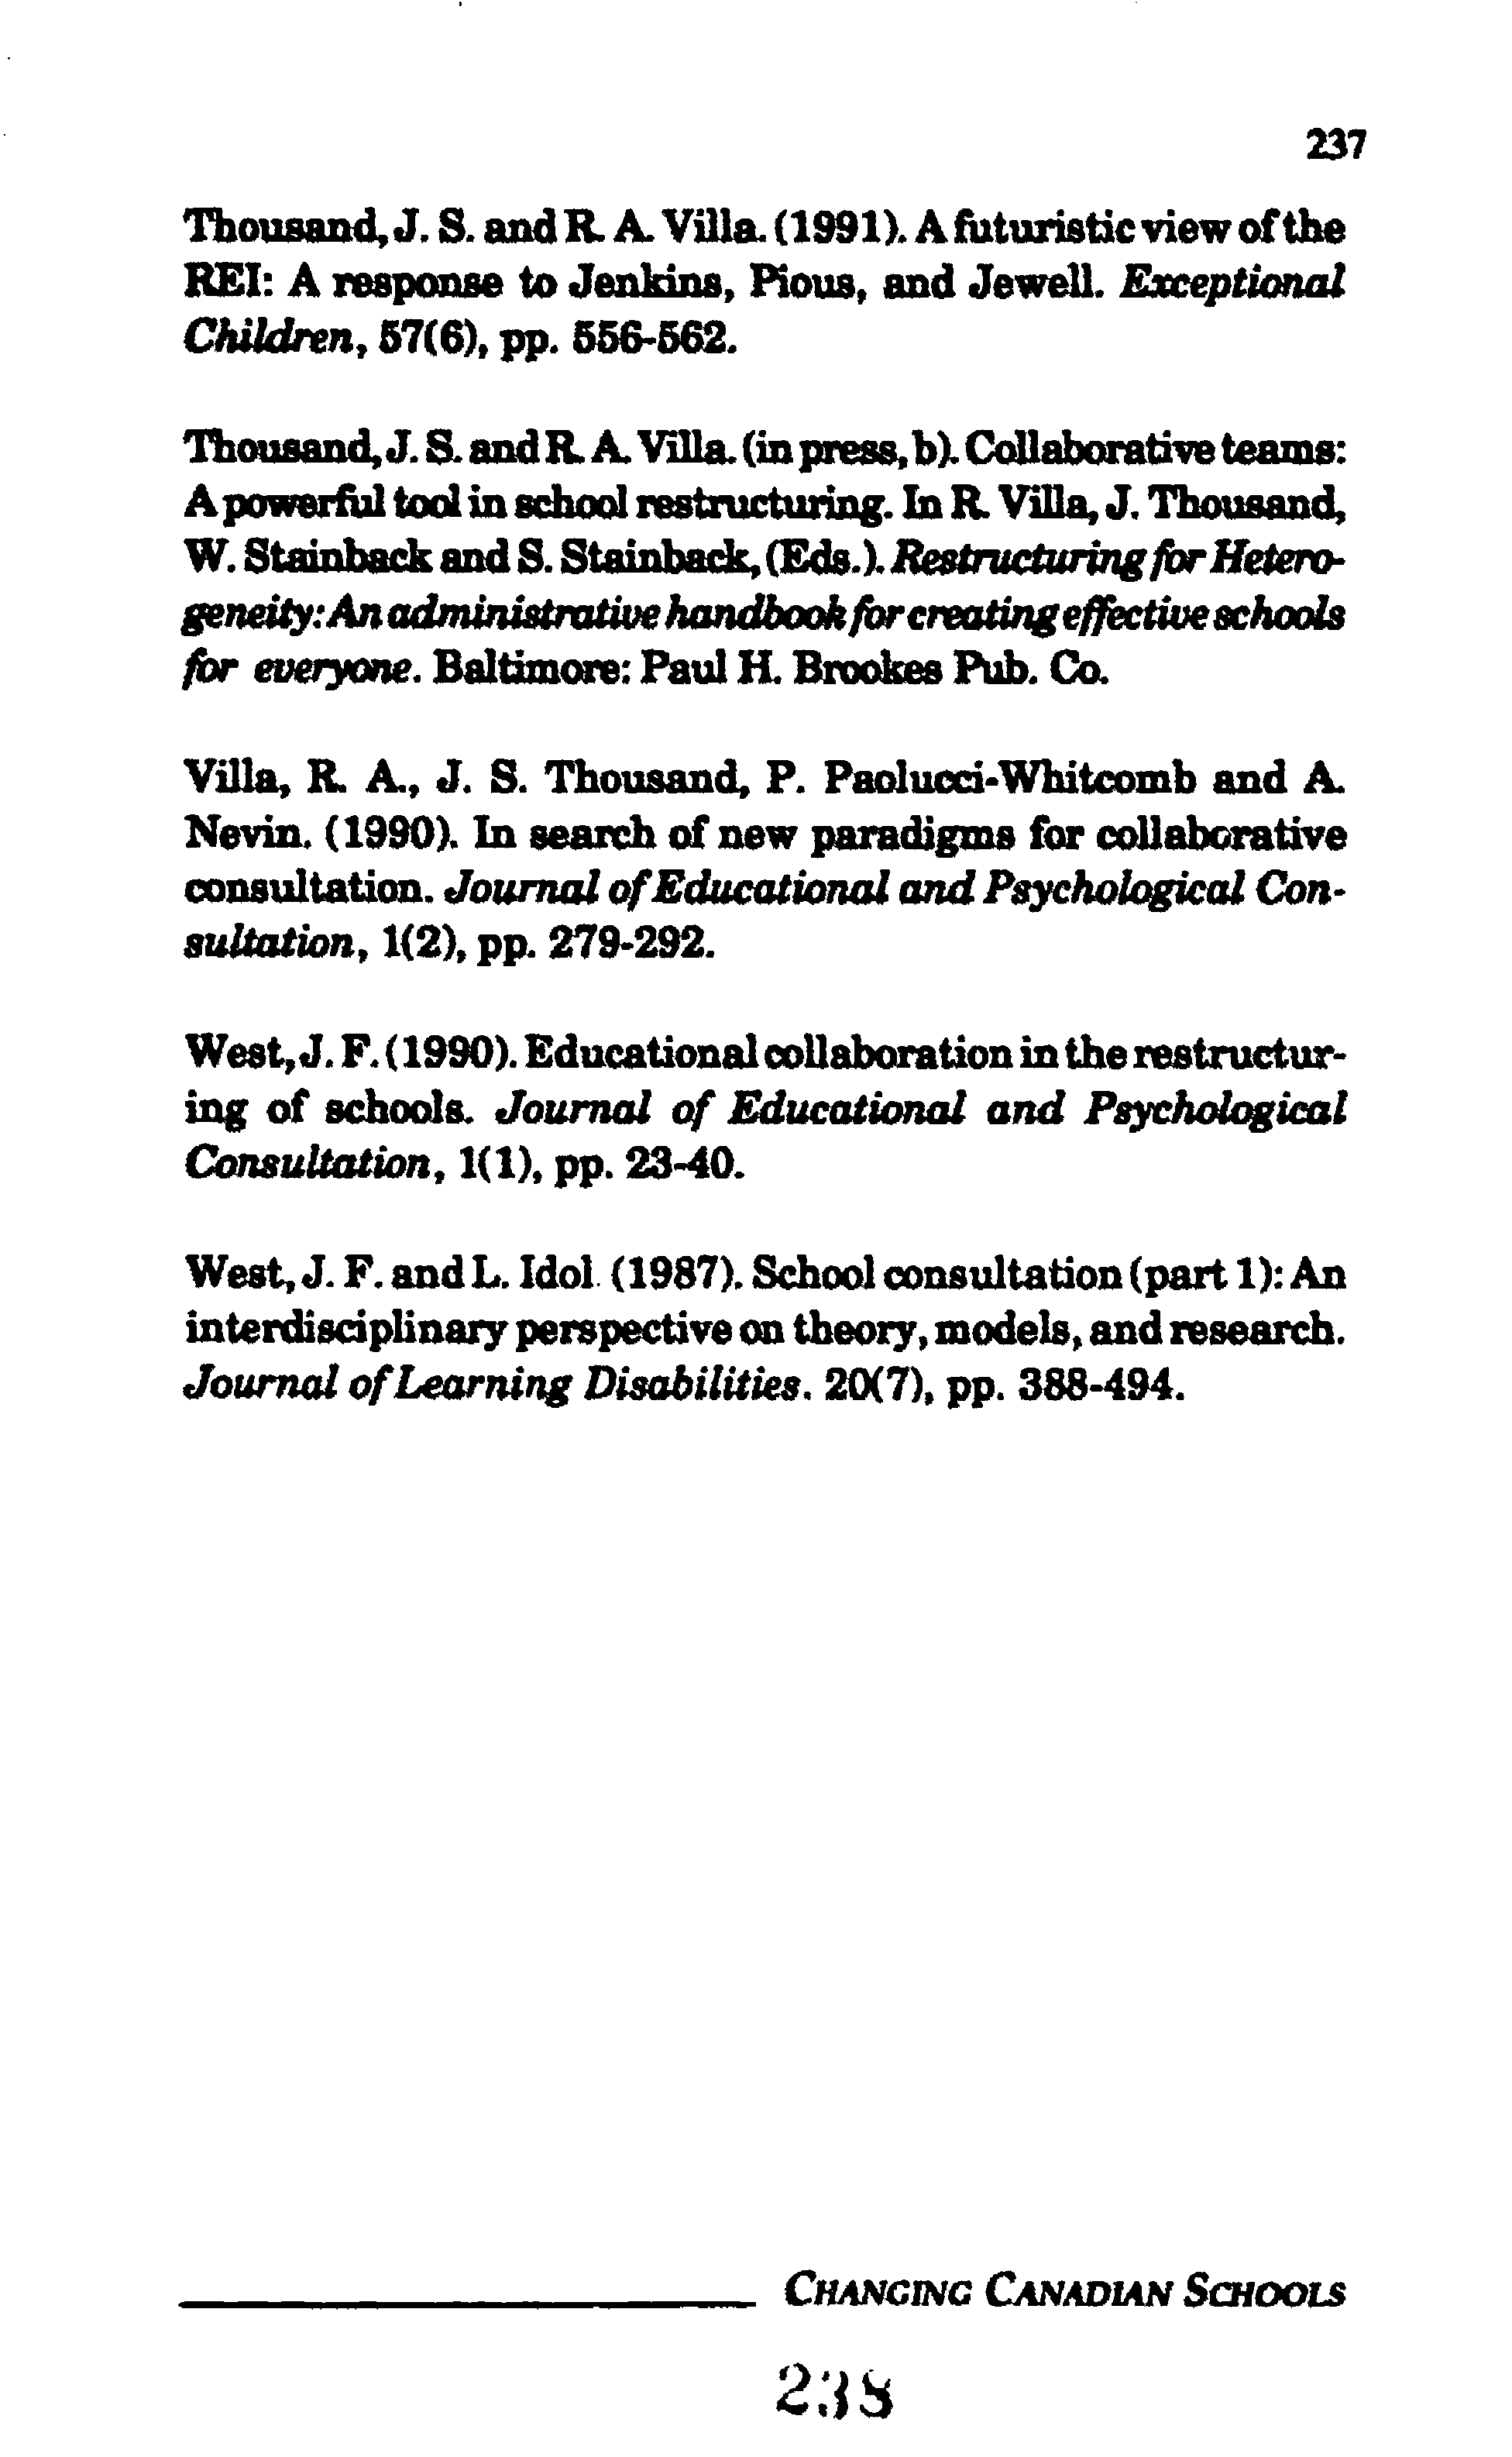 237
Thousand, J. S. and R. A. Villa. (1991). A futuristic view of the
REI: A response to Jenkins, Pious, and Jewell. Exceptional
Children, 57(6), pp. 556-562.
Thousand, J. S. and R. A. Villa. (in press, b). Collaborative teams:
A powerful tool in school restructuring. In R. Villa, J. Thousand,
W. Stainback and S. Stainback, (Eds.). Restructuring for Hetero-
geneity: An administrative handbook for creating effective schools
for everyone. Baltimore: Paul H. Brookes Pub. Co.
Villa, R. A., J. S. Thousand, P. Paolucci-Whitcomb and A.
Nevin. (1990). In search of new paradigms for collaborative
consultation. Journal of Educational and Psychological Con-
sultation, 1(2), pp. 279-292.
West, J. F. (1990). Educational collaboration in the restructur-
ing of schools. Journal of Educational and Psychological
Consultation, 1(1), pp. 23-40.
West, J. F. and L. Idol. (1987). School consultation (part 1): An
interdisciplinary perspective on theory, models, and research.
Journal of Learning Disabilities. 20(7), pp. 388-494.
CHANGING CANADIAN SCHOOLS
238